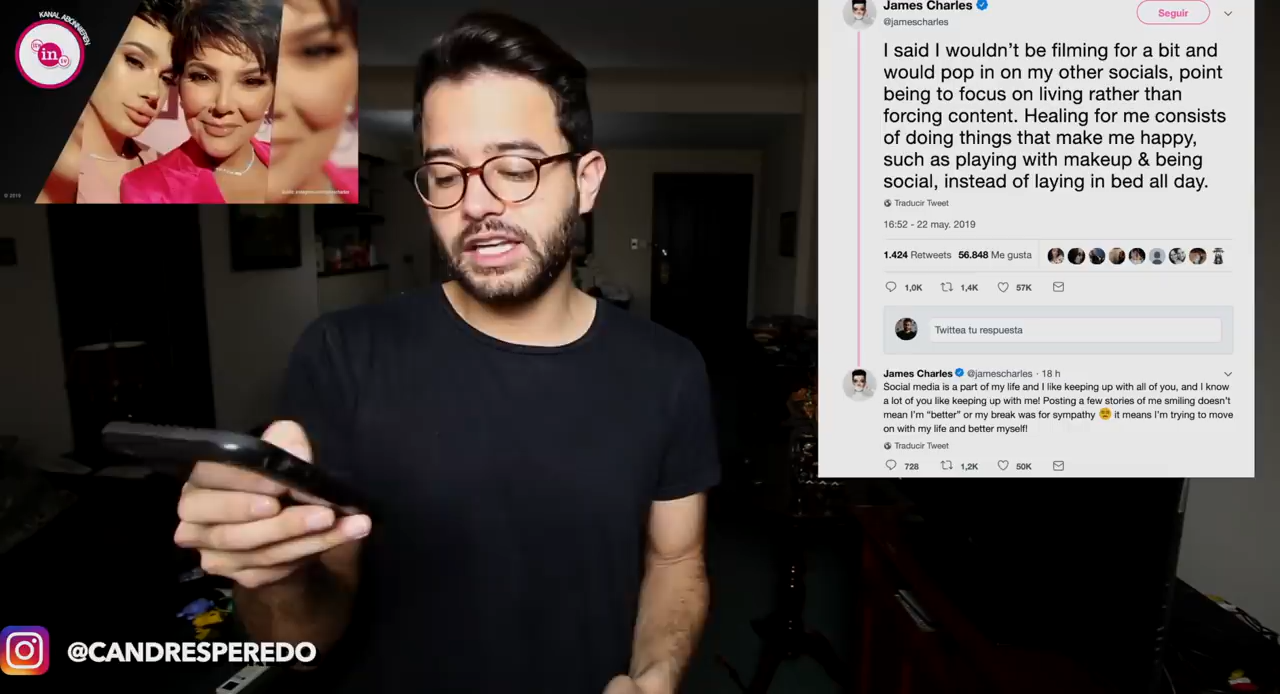 KANAL ABONNIEREN
it's
in
tv
© 2019
James Charles
@jamescharles
Seguir
I said I wouldn't be filming for a bit and
would pop in on my other socials, point
being to focus on living rather than
forcing content. Healing for me consists
of doing things that make me happy,
such as playing with makeup & being
social, instead of laying in bed all day.
Traducir Tweet
16:52 - 22 may. 2019
1.424 Retweets 56.848 Me gusta
1,0K 1,4K 57K
Twittea tu respuesta
James Charles @jamescharles · 18 h
Social media is a part of my life and I like keeping up with all of you, and I know
a lot of you like keeping up with me! Posting a few stories of me smiling doesn't
mean I'm "better" or my break was for sympathy 😔 it means I'm trying to move
on with my life and better myself!
Traducir Tweet
728 1,2K 50K
@CANDRESPEREDO